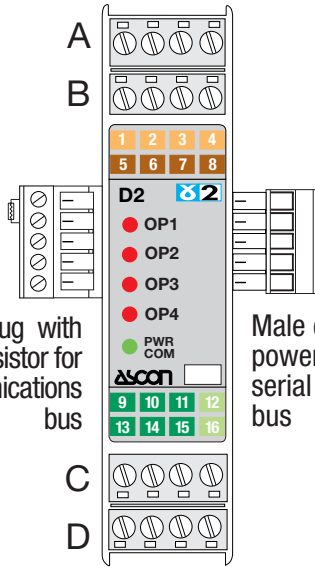 A
B
1 2 3 4
5 6 7 8
D2 2
OP1
OP2
OP3
OP4
PWR
COM
ascon
9 10 11 12
13 14 15 16
ug with
sistor for
nications
bus
Male
power
serial
bus
C
D